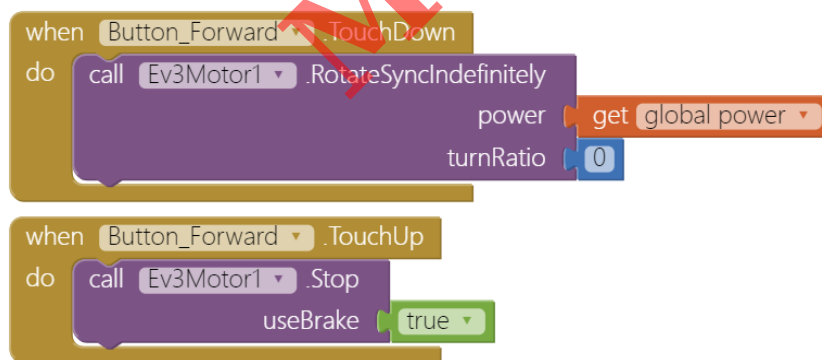 when Button_Forward .TouchDown
do call Ev3Motor1 .RotateSyncIndefinitely
power get global power
turnRatio 0
when Button_Forward .TouchUp
do call Ev3Motor1 .Stop
useBrake true